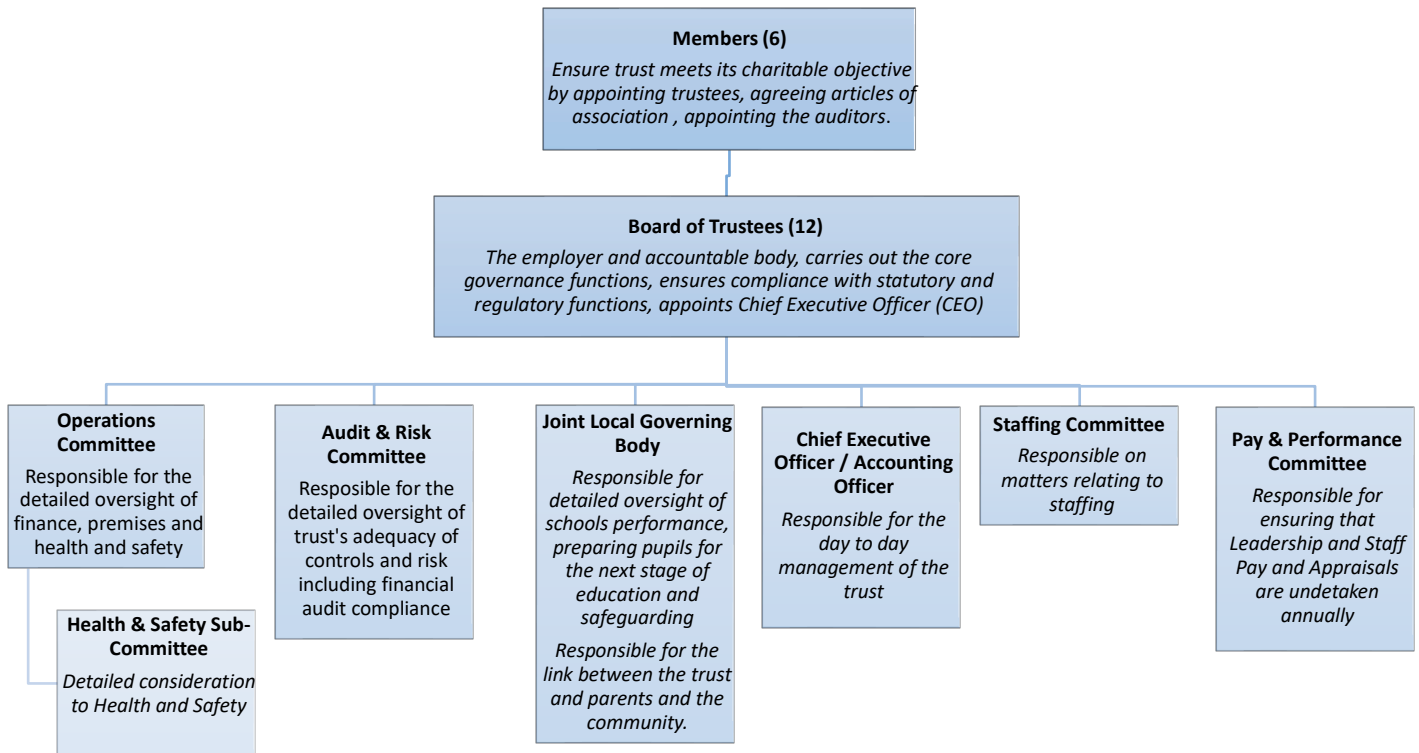 Members (6)
Ensure trust meets its charitable objective
by appointing trustees, agreeing articles of
association , appointing the auditors.
Board of Trustees (12)
The employer and accountable body, carries out the core
governance functions, ensures compliance with statutory and
regulatory functions, appoints Chief Executive Officer (CEO)
Operations
Committee
Responsible for the
detailed oversight of
finance, premises and
health and safety
Health & Safety Sub-
Committee
Detailed consideration
to Health and Safety
Audit & Risk
Committee
Resposible for the
detailed oversight of
trust's adequacy of
controls and risk
including financial
audit compliance
Joint Local Governing
Body
Responsible for
detailed oversight of
schools performance,
preparing pupils for
the next stage of
education and
safeguarding
Responsible for the
link between the trust
and parents and the
community.
Chief Executive
Officer / Accounting
Officer
Responsible for the
day to day
management of the
trust
Staffing Committee
Responsible on
matters relating to
staffing
Pay & Performance
Committee
Responsible for
ensuring that
Leadership and Staff
Pay and Appraisals
are undetaken
annually